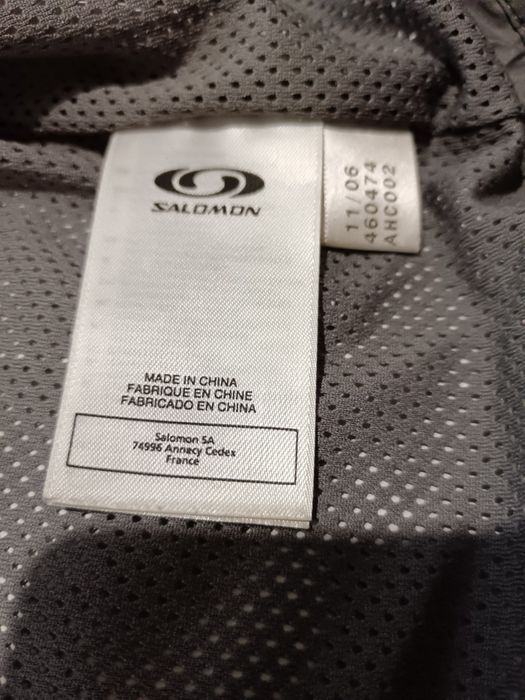 SALOMON
MADE IN CHINA
FABRIQUE EN CHINE
FABRICADO EN CHINA
Salomon SA
74996 Annecy Cedex
France
11/06
460474
AHC002